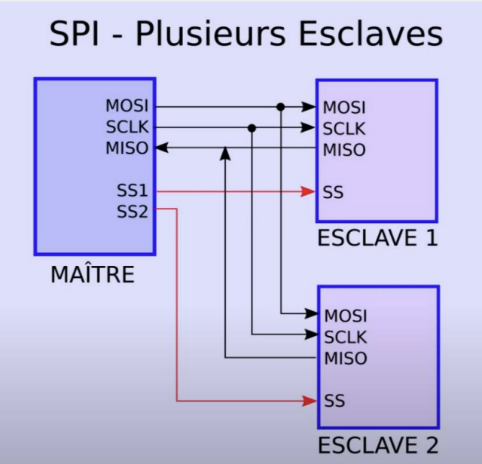 SPI - Plusieurs Esclaves
MOSI
SCLK
MISO
SS1
SS2
MAÎTRE
MOSI
SCLK
MISO
SS
ESCLAVE 1
MOSI
SCLK
MISO
SS
ESCLAVE 2